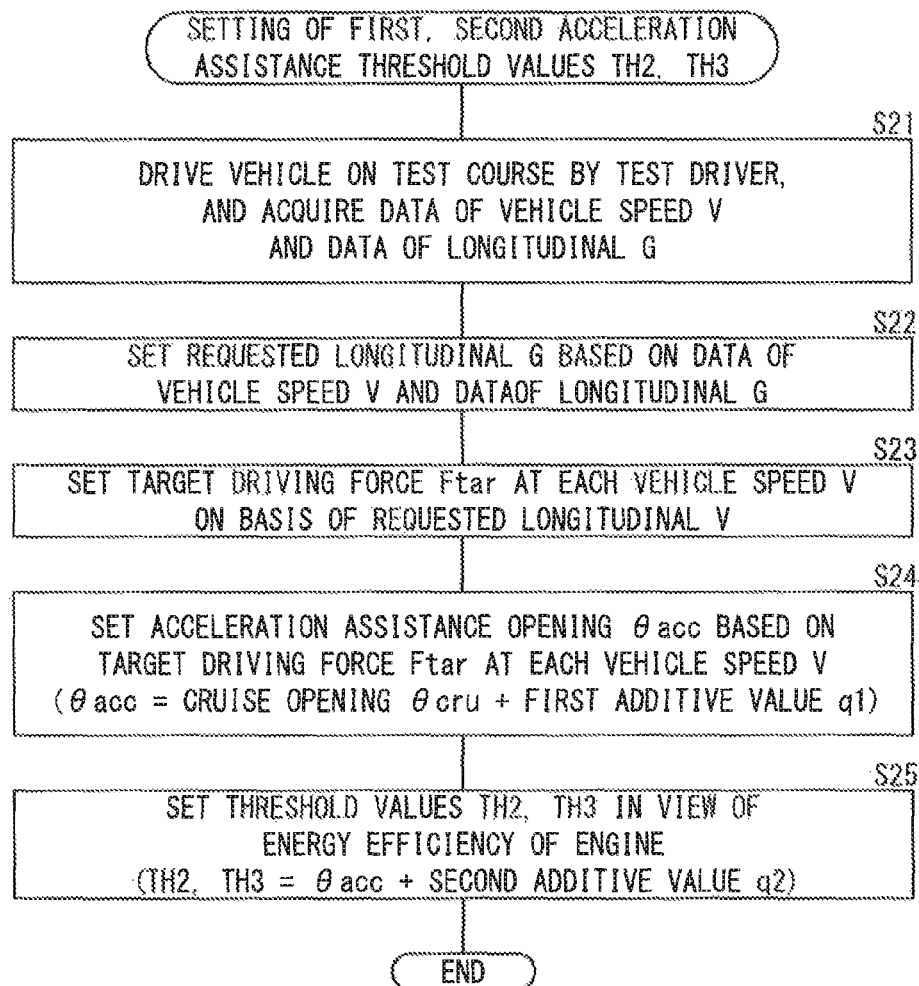 SETTING OF FIRST, SECOND ACCELERATION
ASSISTANCE THRESHOLD VALUES TH2, TH3
S21
DRIVE VEHICLE ON TEST COURSE BY TEST DRIVER,
AND ACQUIRE DATA OF VEHICLE SPEED V
AND DATA OF LONGITUDINAL G
S22
SET REQUESTED LONGITUDINAL G BASED ON DATA OF
VEHICLE SPEED V AND DATAOF LONGITUDINAL G
S23
SET TARGET DRIVING FORCE Ftar AT EACH VEHICLE SPEED V
ON BASIS OF REQUESTED LONGITUDINAL V
S24
SET ACCELERATION ASSISTANCE OPENING θacc BASED ON
TARGET DRIVING FORCE Ftar AT EACH VEHICLE SPEED V
(θacc = CRUISE OPENING θcru + FIRST ADDITIVE VALUE q1)
S25
SET THRESHOLD VALUES TH2, TH3 IN VIEW OF
ENERGY EFFICIENCY OF ENGINE
(TH2, TH3 = θacc + SECOND ADDITIVE VALUE q2)
END